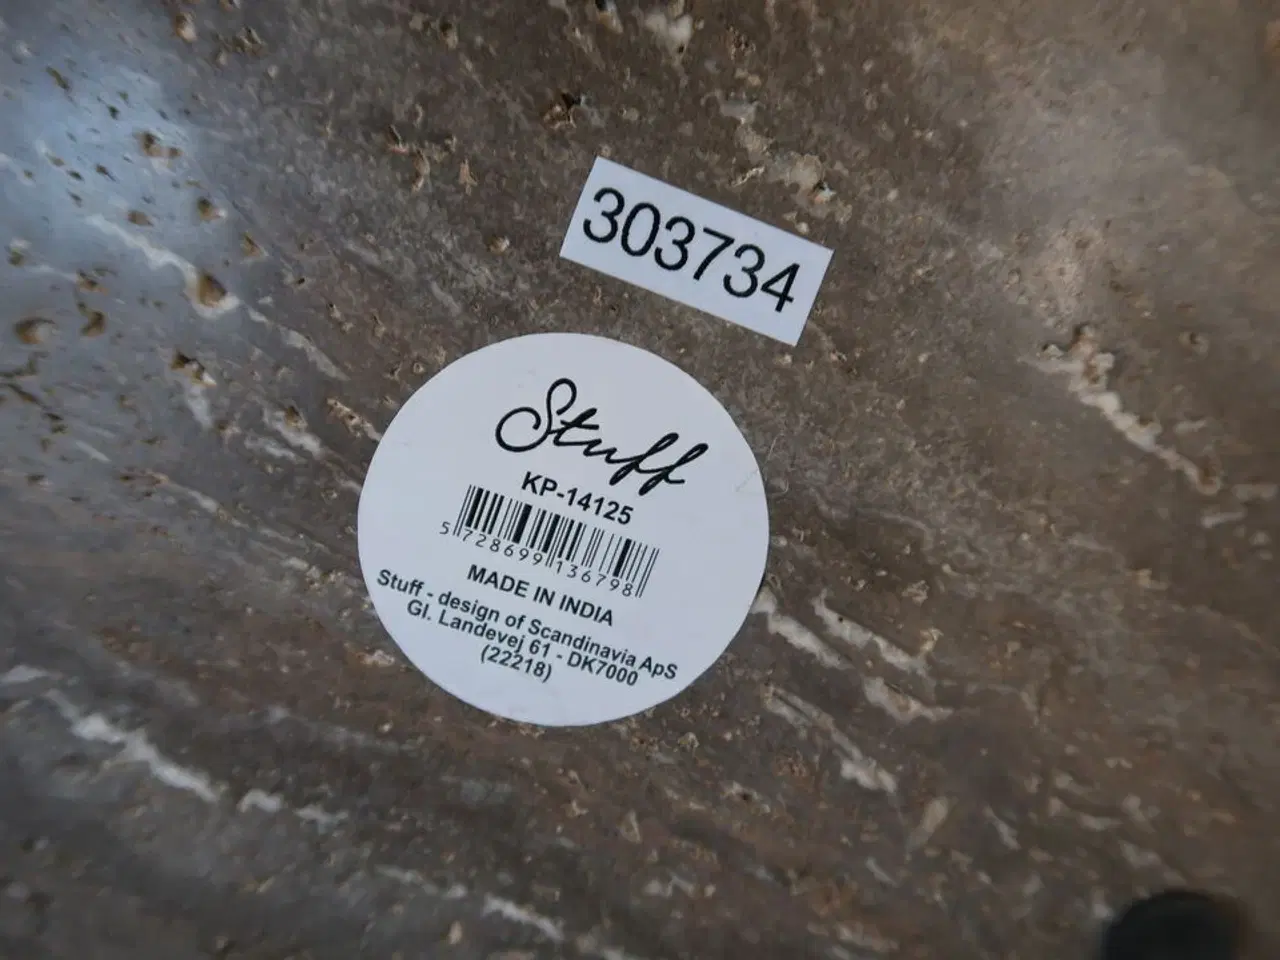 303734
Stuff
KP-14125
5 728699 136798
MADE IN INDIA
Stuff - design of Scandinavia ApS
Gl. Landevej 61 - DK7000
(22218)